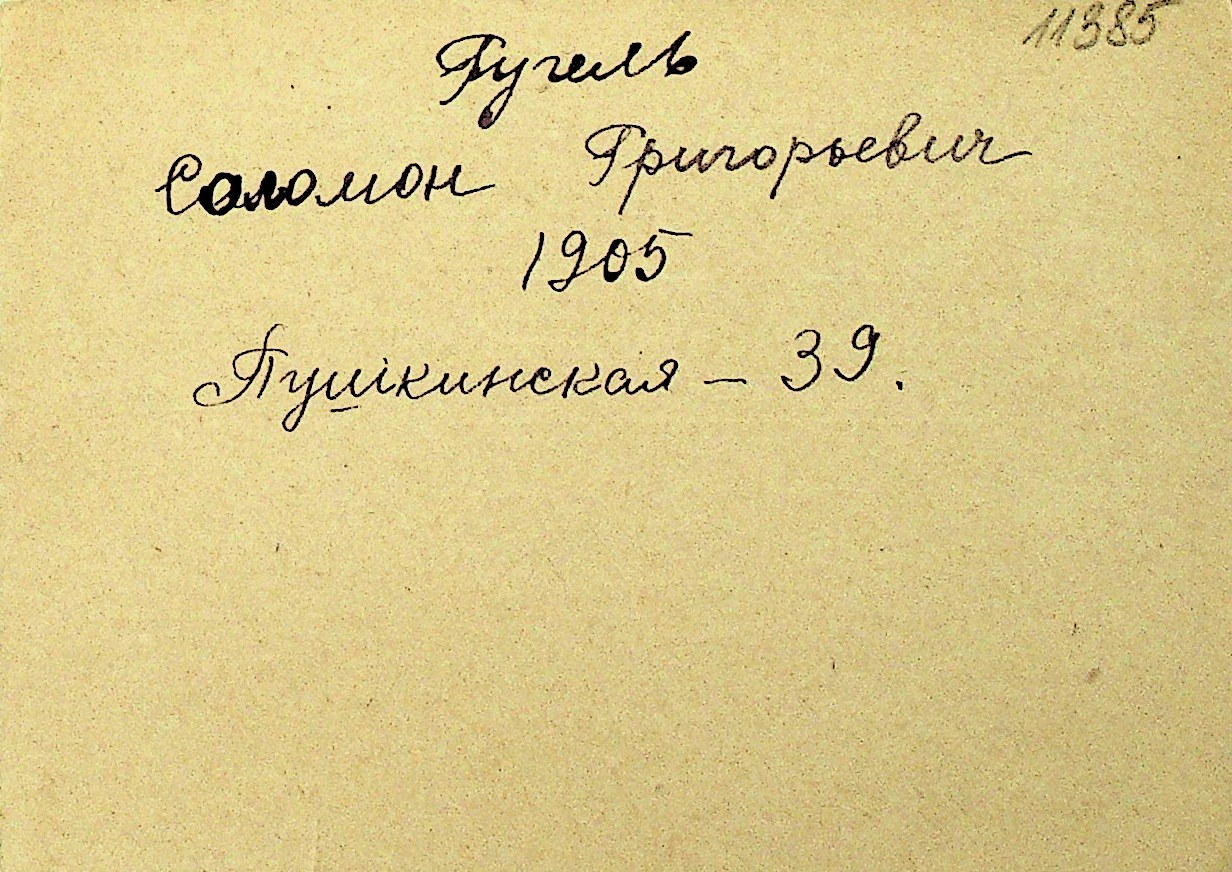 11385
Гугель
Соломон Григорьевич
1905
Пушкинская - 39.